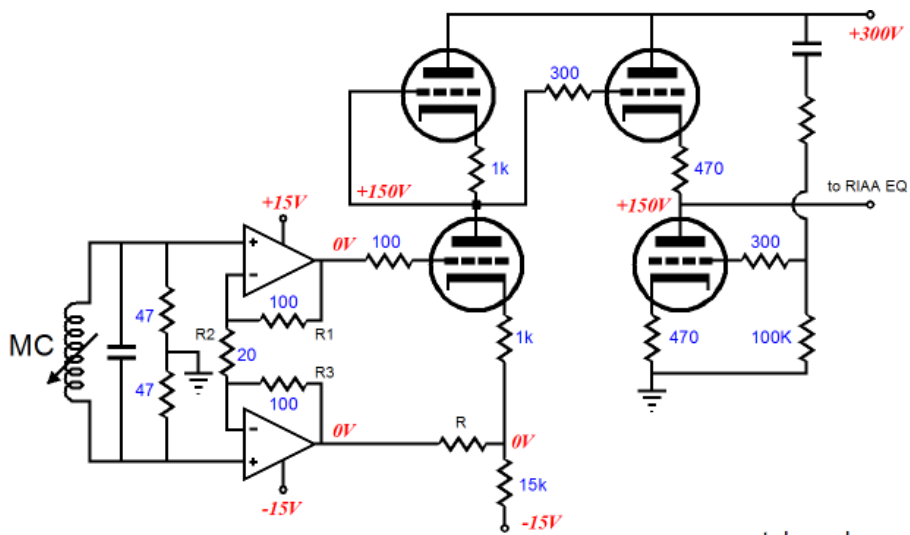 +300V
300
1k
470
+150V
to RIAA EQ
+15V
+150V
0V
100
300
+
−
47
100
R1
MC
R2
20
1k
470
100K
47
R3
100
−
0V
R
0V
+
15k
-15V
-15V